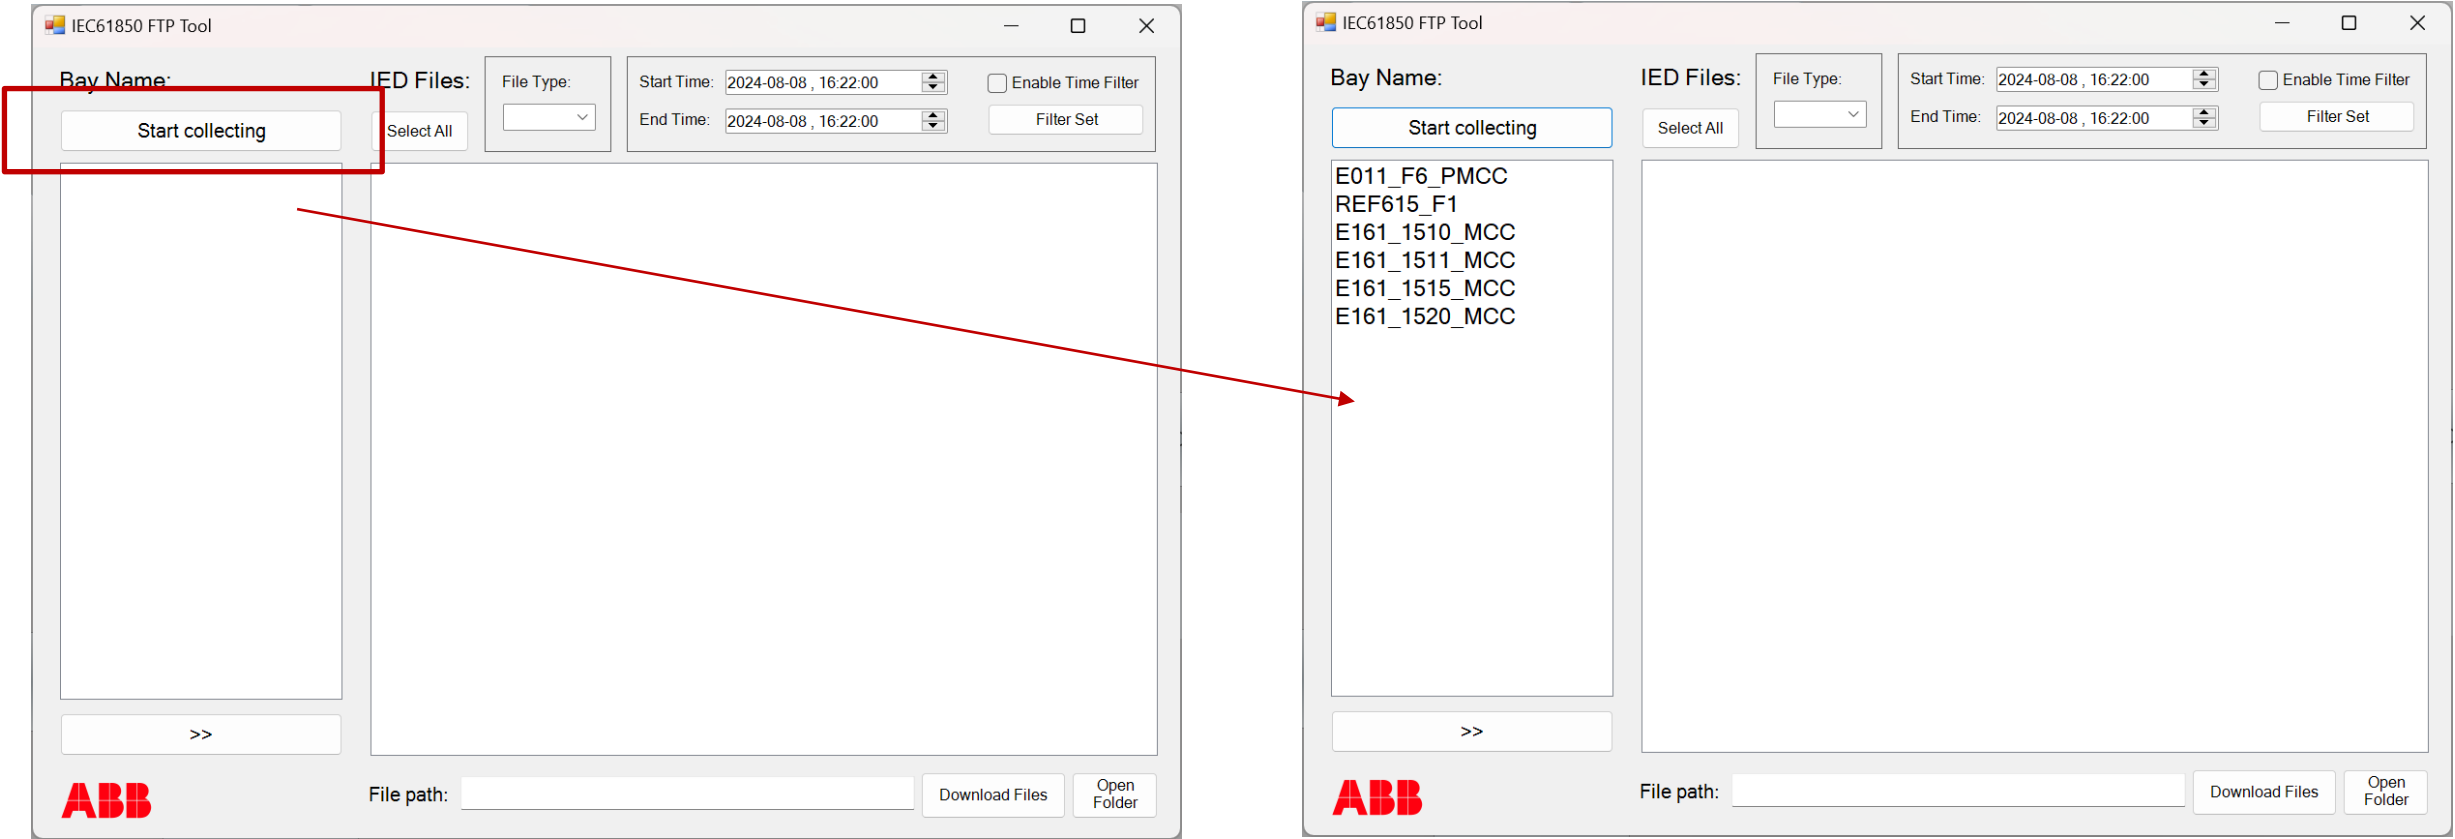 IEC61850 FTP Tool
Bay Name:
IED Files:
File Type:
Start Time: 2024-08-08 , 16:22:00
Enable Time Filter
Start collecting
Select All
End Time: 2024-08-08 , 16:22:00
Filter Set
>>
ABB
File path:
Download Files
Open
Folder
IEC61850 FTP Tool
Bay Name:
IED Files:
File Type:
Start Time: 2024-08-08 , 16:22:00
Enable Time Filter
Start collecting
Select All
End Time: 2024-08-08 , 16:22:00
Filter Set
E011_F6_PMCC
REF615_F1
E161_1510_MCC
E161_1511_MCC
E161_1515_MCC
E161_1520_MCC
>>
ABB
File path:
Download Files
Open
Folder